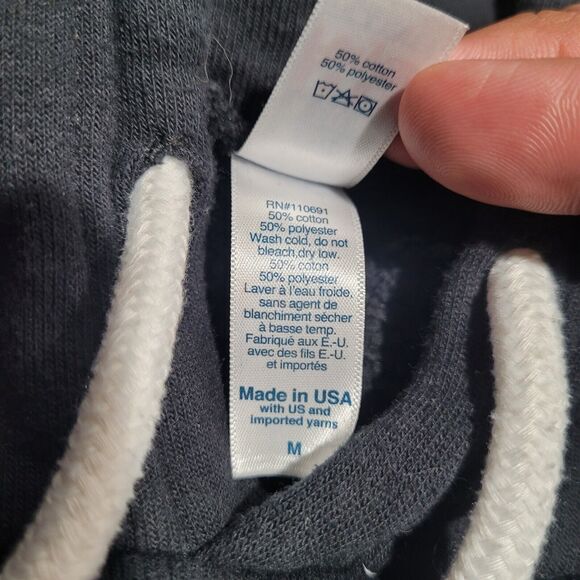 50% cotton
50% polyester
RN#110691
50% cotton
50% polyester
Wash cold, do not
bleach,dry low.
50% coton
50% polyester
Laver à l'eau froide,
sans agent de
blanchiment sècher
à basse temp.
Fabriqué aux E.-U.
avec des fils E.-U.
et importés
Made in USA
with US and
imported yarns
M